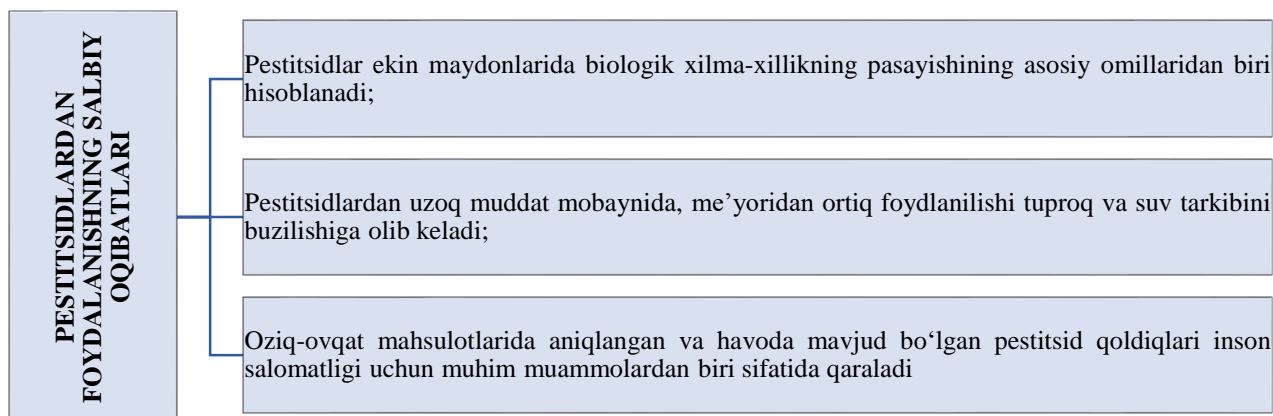 PESTITSIDLARDAN
FOYDALANISHNING SALBIY
OQIBATLARI
Pestitsidlar ekin maydonlarida biologik xilma-xillikning pasayishining asosiy omillaridan biri
hisoblanadi;
Pestitsidlardan uzoq muddat mobaynida, me’yoridan ortiq foydlanilishi tuproq va suv tarkibini
buzilishiga olib keladi;
Oziq-ovqat mahsulotlarida aniqlangan va havoda mavjud bo‘lgan pestitsid qoldiqlari inson
salomatligi uchun muhim muammolardan biri sifatida qaraladi